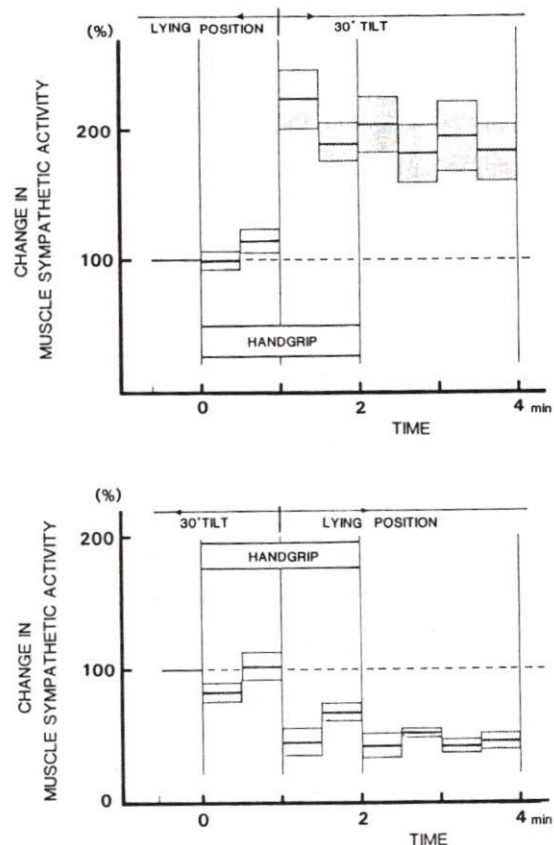 (%)
LYING POSITION
30° TILT
200
100
CHANGE IN
MUSCLE SYMPATHETIC ACTIVITY
HANDGRIP
0
2
4 min
TIME
(%)
30°TILT
LYING POSITION
200
HANDGRIP
100
CHANGE IN
MUSCLE SYMPATHETIC ACTIVITY
0
0
2
4 min
TIME